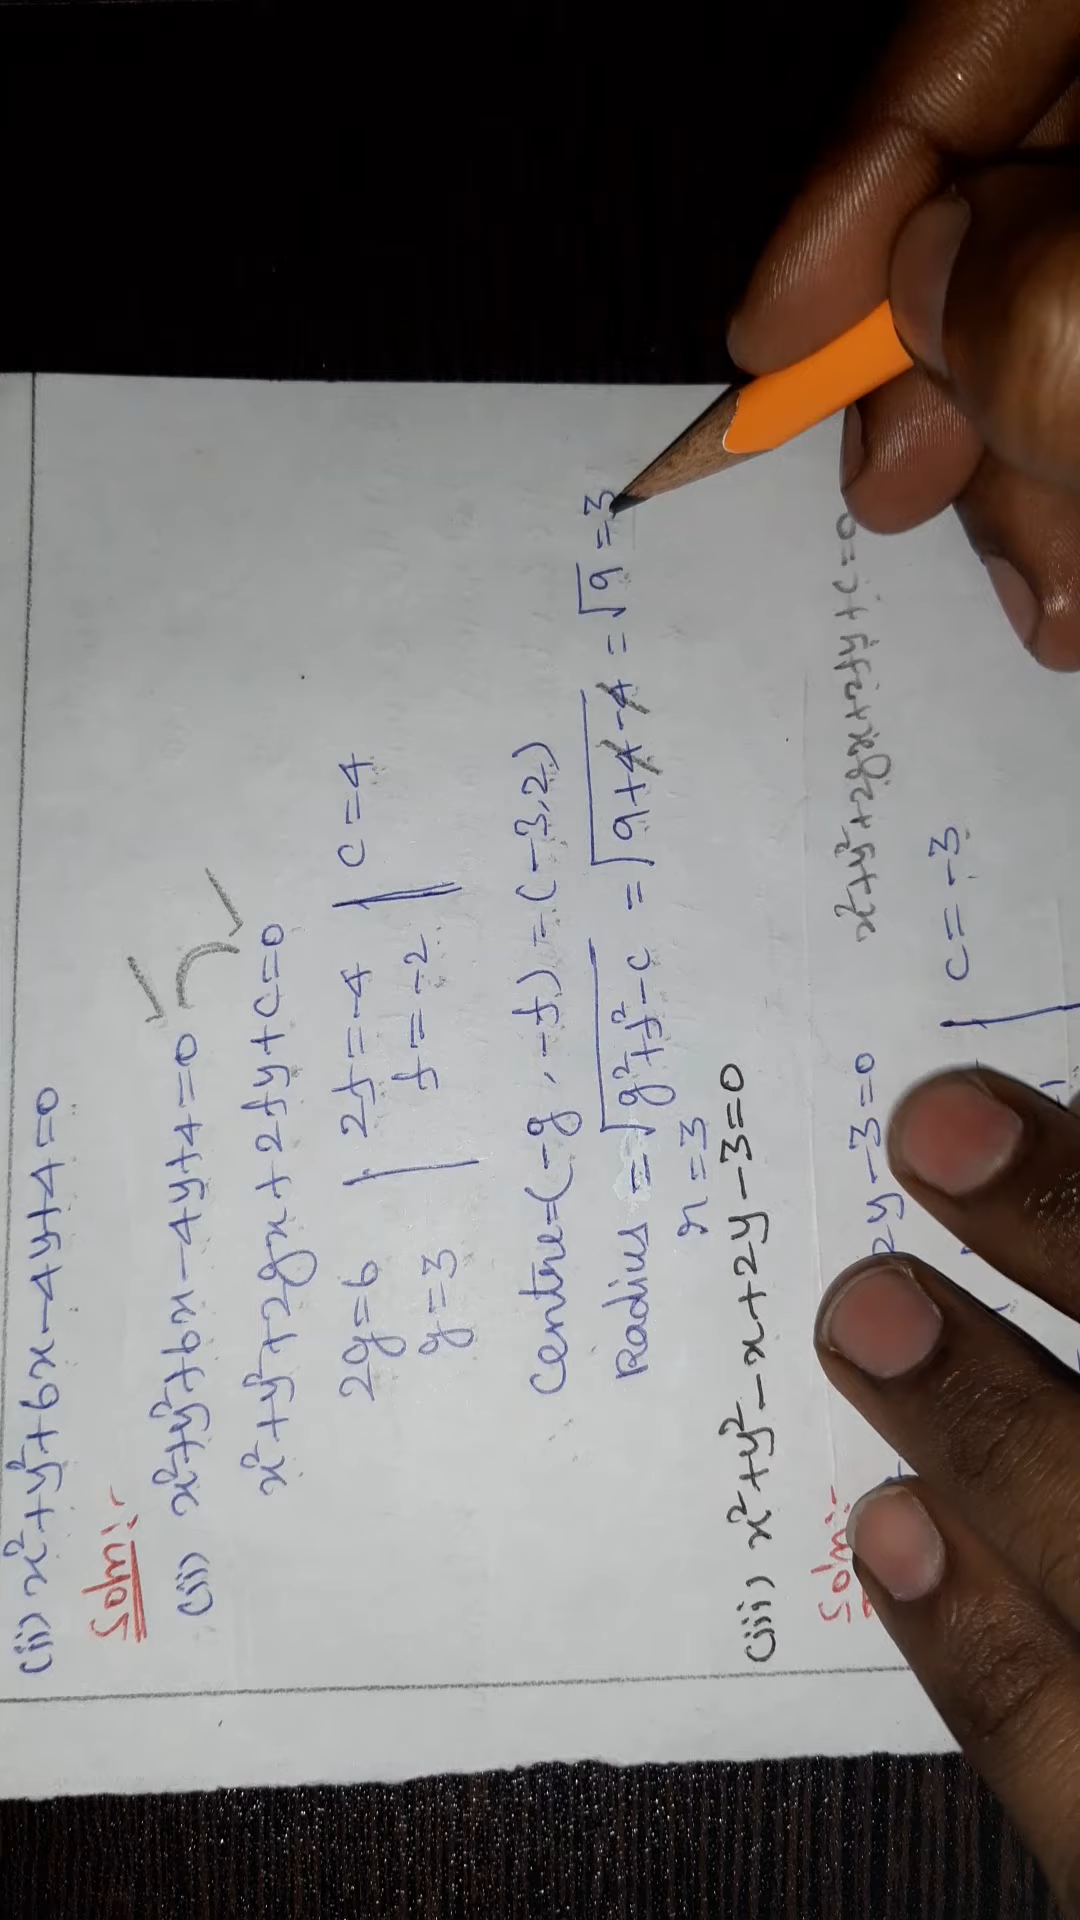 (ii) x²+y²+6x-4y+4=0
Soln:-
(ii) x²+y²+6x-4y+4=0
x²+y²+2gx+2fy+c=0
2g=6 | 2f=-4 | c=4
g=3 | f=-2
Centre=(-g,-f)=(-3,2)
Radius =√g²+f²-c =√9+4-4 =√9=3
r=3
(iii) x²+y²-x+2y-3=0
Soln:-
2y-3=0 x²+y²+2gx+2fy+c=0
| c=-3